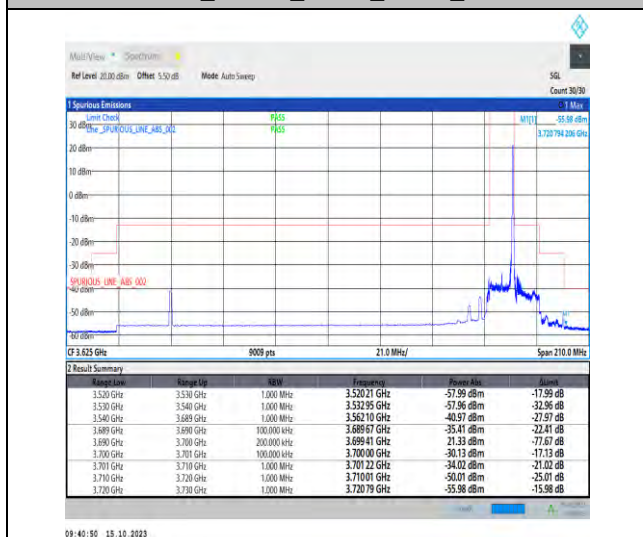 MultiView Spectrum
Ref Level 20.00 dBm Offset 5.50 dB Mode Auto Sweep SGL
Count 30/30
1 Spurious Emissions 1 Max
Limit Check PASS M1[1] -55.98 dBm
30 dBm Line _SPURIOUS_LINE_ABS_002 PASS 3.720 794 206 GHz
20 dBm
10 dBm
0 dBm
-10 dBm
-20 dBm
-30 dBm
SPURIOUS_LINE_ABS_002
-40 dBm
-50 dBm
-60 dBm
CF 3.625 GHz 9009 pts 21.0 MHz/ Span 210.0 MHz
2 Result Summary
Range Low Range Up RBW Frequency Power Abs ΔLimit
3.520 GHz 3.530 GHz 1.000 MHz 3.52021 GHz -57.99 dBm -17.99 dB
3.530 GHz 3.540 GHz 1.000 MHz 3.53295 GHz -57.96 dBm -32.96 dB
3.540 GHz 3.689 GHz 1.000 MHz 3.56210 GHz -40.97 dBm -27.97 dB
3.689 GHz 3.690 GHz 100.000 kHz 3.68967 GHz -35.41 dBm -22.41 dB
3.690 GHz 3.700 GHz 200.000 kHz 3.69941 GHz 21.33 dBm -77.67 dB
3.700 GHz 3.701 GHz 100.000 kHz 3.70000 GHz -30.13 dBm -17.13 dB
3.701 GHz 3.710 GHz 1.000 MHz 3.70122 GHz -34.02 dBm -21.02 dB
3.710 GHz 3.720 GHz 1.000 MHz 3.71001 GHz -50.01 dBm -25.01 dB
3.720 GHz 3.730 GHz 1.000 MHz 3.72079 GHz -55.98 dBm -15.98 dB
09:40:50 15.10.2023